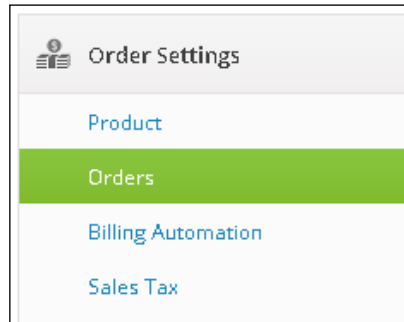 Order Settings
Product
Orders
Billing Automation
Sales Tax